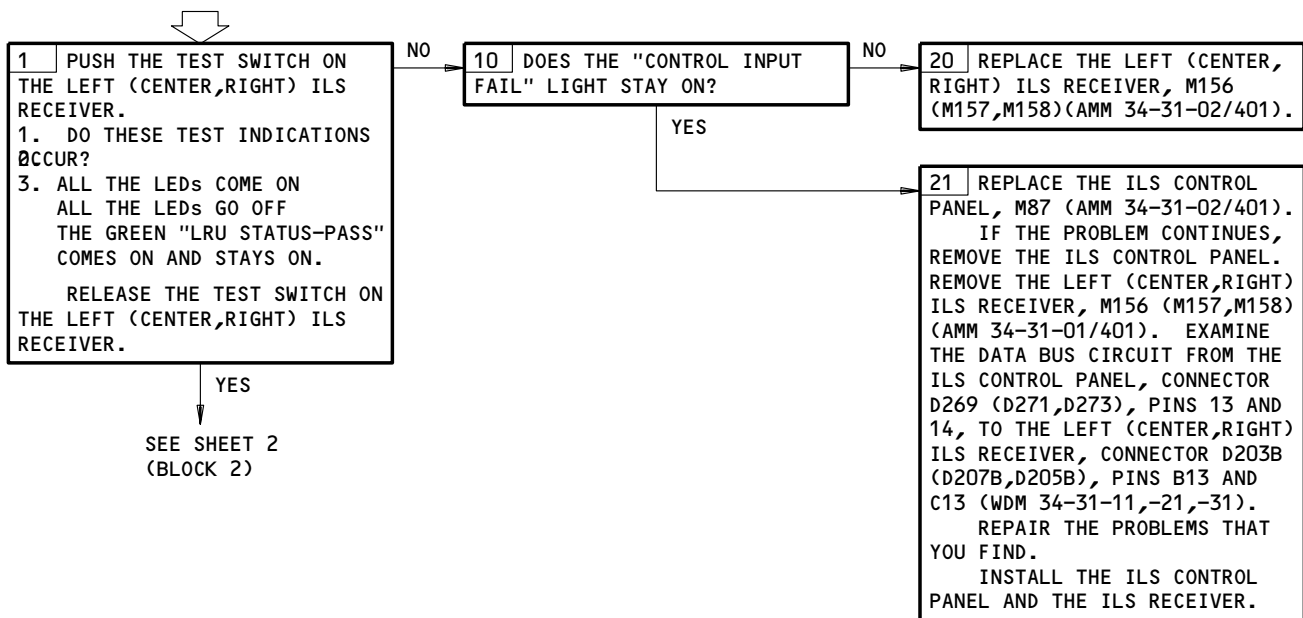 1 PUSH THE TEST SWITCH ON
THE LEFT (CENTER,RIGHT) ILS
RECEIVER.
1. DO THESE TEST INDICATIONS
2.
OCCUR?
3. ALL THE LEDs COME ON
ALL THE LEDs GO OFF
THE GREEN "LRU STATUS-PASS"
COMES ON AND STAYS ON.
RELEASE THE TEST SWITCH ON
THE LEFT (CENTER,RIGHT) ILS
RECEIVER.
YES
SEE SHEET 2
(BLOCK 2)
NO
10 DOES THE "CONTROL INPUT
FAIL" LIGHT STAY ON?
NO
YES
20 REPLACE THE LEFT (CENTER,
RIGHT) ILS RECEIVER, M156
(M157,M158)(AMM 34-31-02/401).
21 REPLACE THE ILS CONTROL
PANEL, M87 (AMM 34-31-02/401).
IF THE PROBLEM CONTINUES,
REMOVE THE ILS CONTROL PANEL.
REMOVE THE LEFT (CENTER,RIGHT)
ILS RECEIVER, M156 (M157,M158)
(AMM 34-31-01/401). EXAMINE
THE DATA BUS CIRCUIT FROM THE
ILS CONTROL PANEL, CONNECTOR
D269 (D271,D273), PINS 13 AND
14, TO THE LEFT (CENTER,RIGHT)
ILS RECEIVER, CONNECTOR D203B
(D207B,D205B), PINS B13 AND
C13 (WDM 34-31-11,-21,-31).
REPAIR THE PROBLEMS THAT
YOU FIND.
INSTALL THE ILS CONTROL
PANEL AND THE ILS RECEIVER.